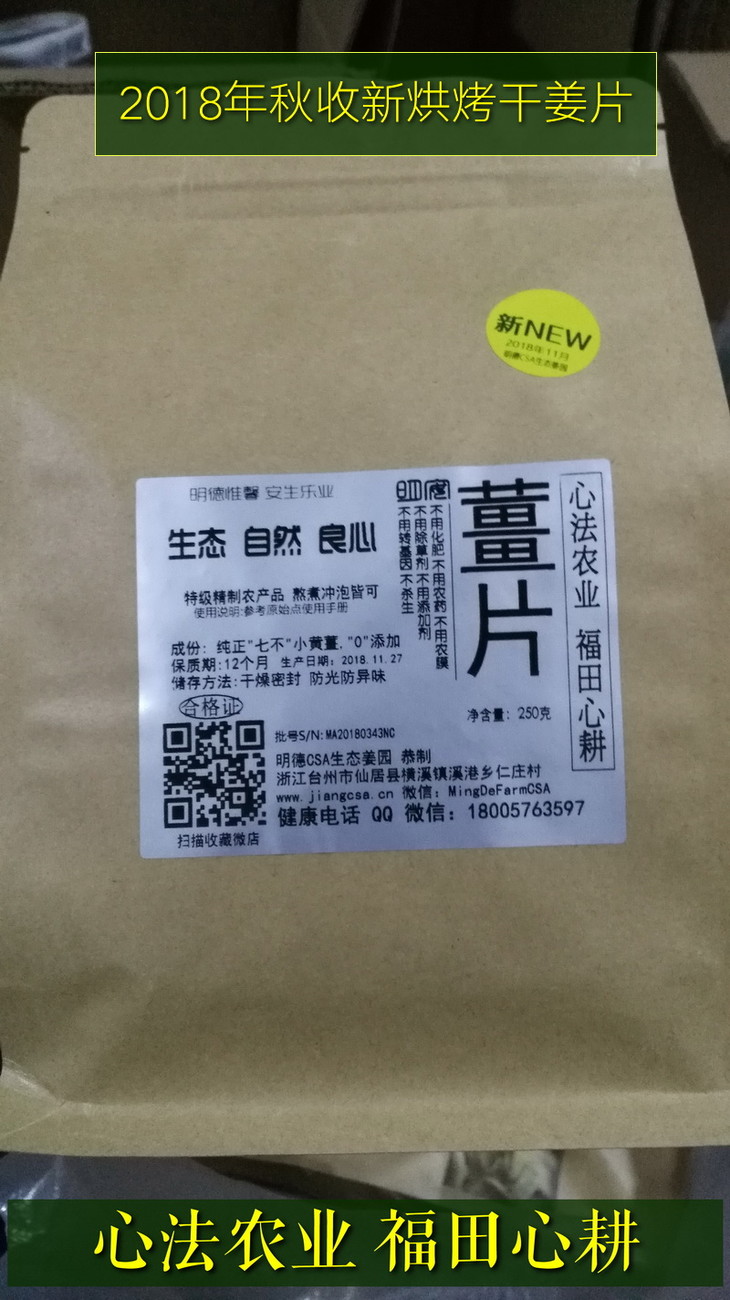 2018年秋收新烘烤干姜片
新NEW
2018年11月
明德CSA生态姜园
明德惟馨 安生乐业
生态 自然 良心
特级精制农产品 熬煮冲泡皆可
使用说明:参考原始点使用手册
成份: 纯正"七不"小黄薑,"0"添加
保质期:12个月 生产日期: 2018.11.27
储存方法:干燥密封 防光防异味
合格证
不用化肥 不用农药 不用农膜
不用除草剂 不用添加剂
不用转基因 不杀生
薑片
心法农业 福田心耕
净含量: 250克
批号S/N:MA20180343NC
明德CSA生态姜园 恭制
浙江台州市仙居县横溪镇溪港乡仁庄村
www.jiangcsa.cn 微信: MingDeFarmCSA
健康电话 QQ 微信: 18005763597
扫描收藏微店
心法农业 福田心耕